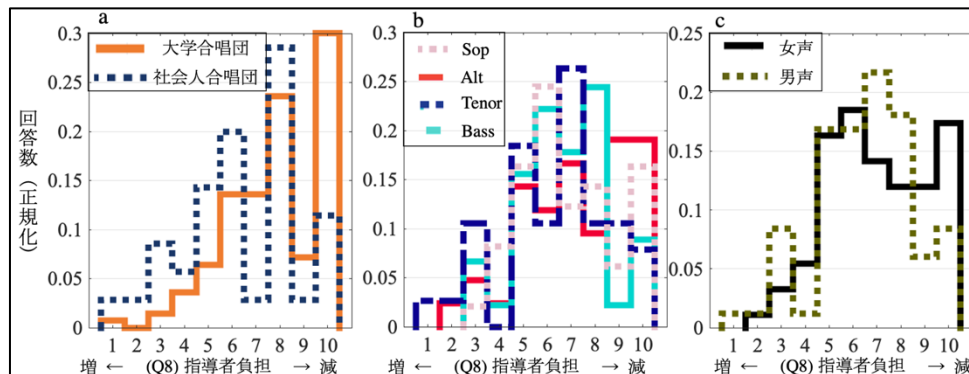 a
大学合唱団
社会人合唱団
回答数（正規化）
0.3
0.25
0.2
0.15
0.1
0.05
0
1 2 3 4 5 6 7 8 9 10
増 ← (Q8) 指導者負担 → 減
b
Sop
Alt
Tenor
Bass
0.3
0.25
0.2
0.15
0.1
0.05
0
1 2 3 4 5 6 7 8 9 10
増 ← (Q8) 指導者負担 → 減
c
女声
男声
0.25
0.2
0.15
0.1
0.05
0
1 2 3 4 5 6 7 8 9 10
増 ← (Q8) 指導者負担 → 減